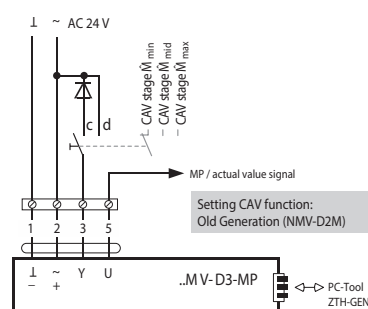 ⊥ ~ AC 24 V
CAV stage M̂ min
CAV stage M̂ mid
CAV stage M̂ max
c d
MP / actual value signal
Setting CAV function:
Old Generation (NMV-D2M)
1 2 3 5
⊥ ~ Y U
− +
..M V- D3-MP
PC-Tool
ZTH-GEN